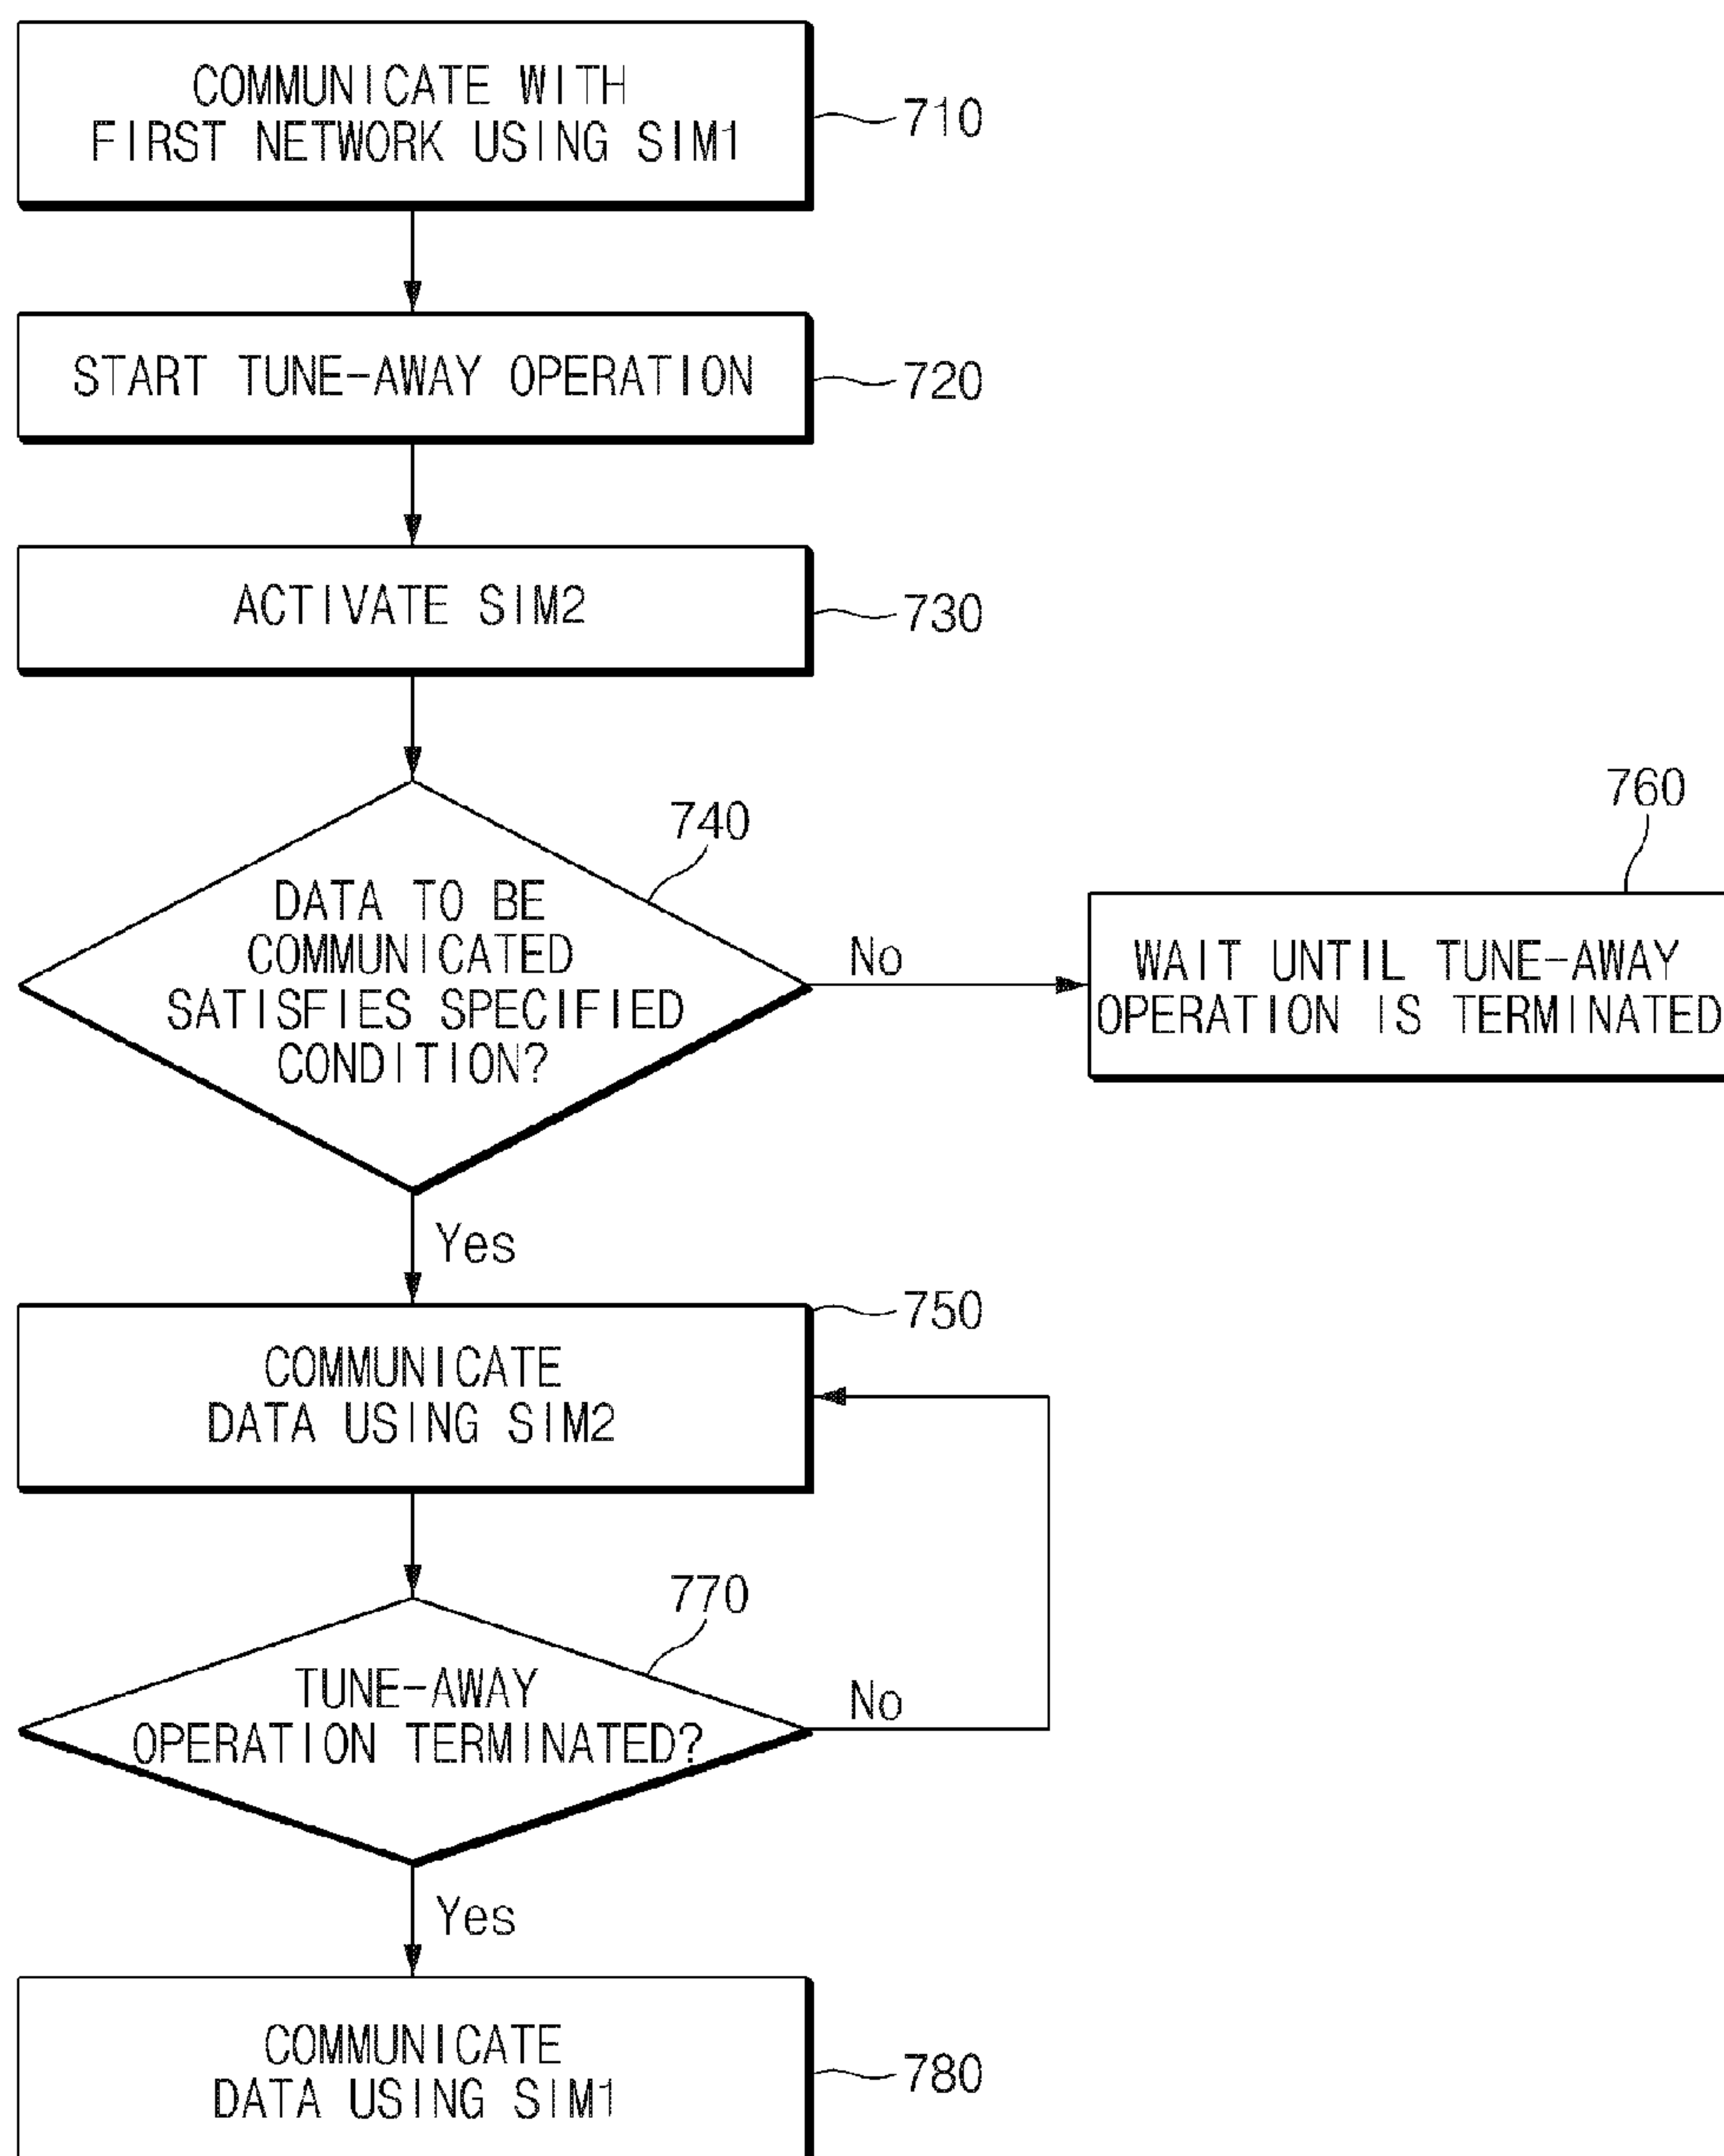 COMMUNICATE WITH
FIRST NETWORK USING SIM1
710
START TUNE-AWAY OPERATION
720
ACTIVATE SIM2
730
740
DATA TO BE
COMMUNICATED
SATISFIES SPECIFIED
CONDITION?
No
760
WAIT UNTIL TUNE-AWAY
OPERATION IS TERMINATED
Yes
750
COMMUNICATE
DATA USING SIM2
770
TUNE-AWAY
OPERATION TERMINATED?
No
Yes
COMMUNICATE
DATA USING SIM1
780